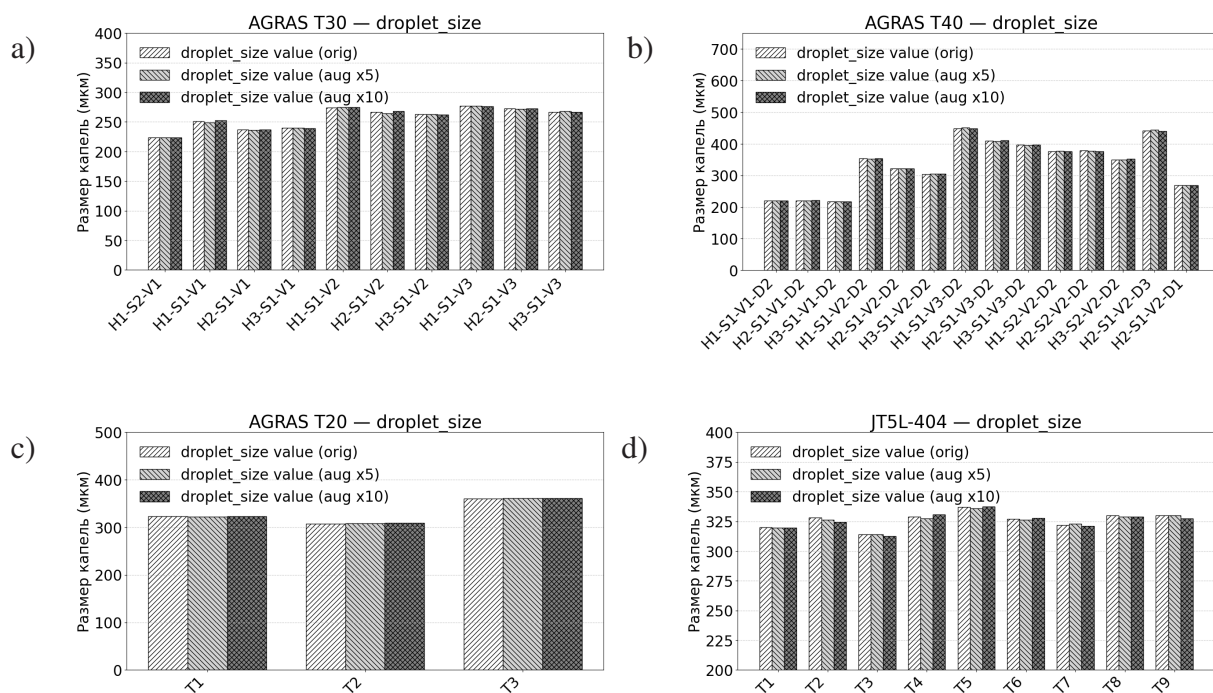 a)
AGRAS T30 — droplet_size
Размер капель (мкм)
400
350
300
250
200
150
100
50
0
droplet_size value (orig)
droplet_size value (aug x5)
droplet_size value (aug x10)
H1-S2-V1
H1-S1-V1
H2-S1-V1
H3-S1-V1
H1-S1-V2
H2-S1-V2
H3-S1-V2
H1-S1-V3
H2-S1-V3
H3-S1-V3
b)
AGRAS T40 — droplet_size
Размер капель (мкм)
700
600
500
400
300
200
100
0
droplet_size value (orig)
droplet_size value (aug x5)
droplet_size value (aug x10)
H1-S1-V1-D2
H2-S1-V1-D2
H3-S1-V1-D2
H1-S1-V2-D2
H2-S1-V2-D2
H3-S1-V2-D2
H1-S1-V3-D2
H2-S1-V3-D2
H3-S1-V3-D2
H1-S2-V2-D2
H2-S2-V2-D2
H3-S2-V2-D2
H2-S1-V2-D3
H2-S1-V2-D1
c)
AGRAS T20 — droplet_size
Размер капель (мкм)
500
400
300
200
100
0
droplet_size value (orig)
droplet_size value (aug x5)
droplet_size value (aug x10)
T1
T2
T3
d)
JT5L-404 — droplet_size
Размер капель (мкм)
400
375
350
325
300
275
250
225
200
droplet_size value (orig)
droplet_size value (aug x5)
droplet_size value (aug x10)
T1
T2
T3
T4
T5
T6
T7
T8
T9